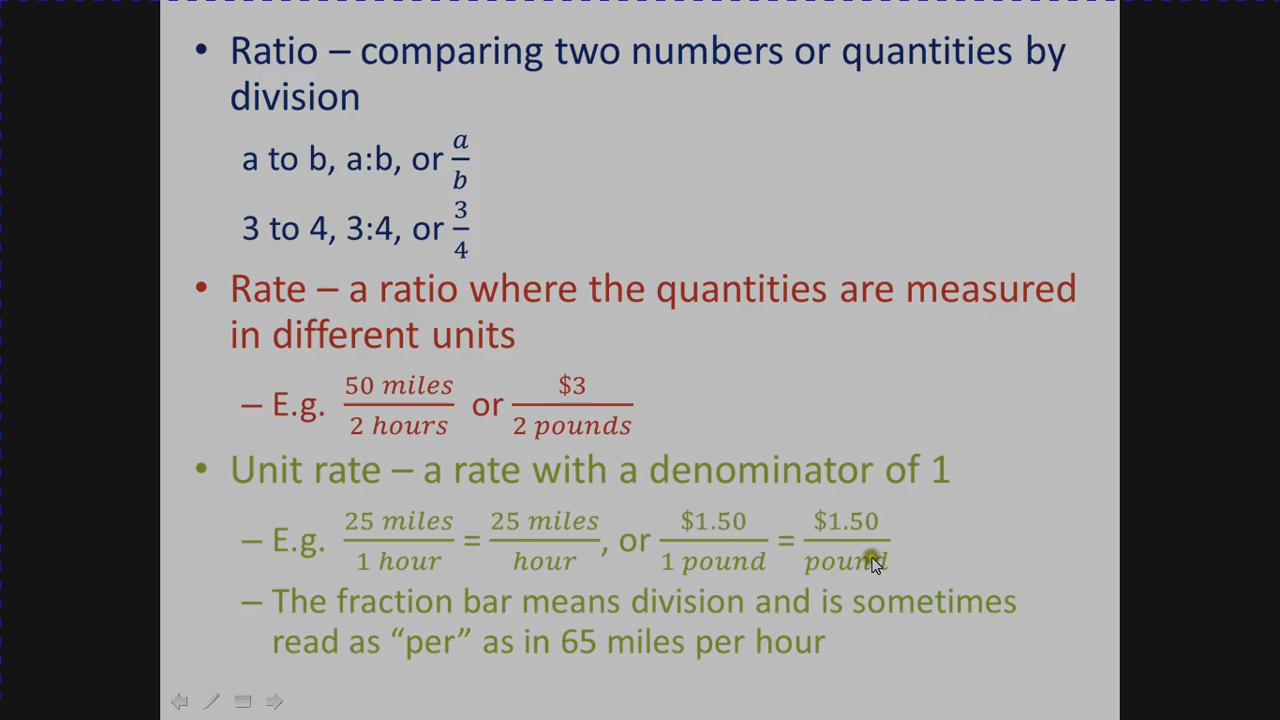 • Ratio – comparing two numbers or quantities by
division
a to b, a:b, or a/b
3 to 4, 3:4, or 3/4
• Rate – a ratio where the quantities are measured
in different units
– E.g. 50 miles/2 hours or $3/2 pounds
• Unit rate – a rate with a denominator of 1
– E.g. 25 miles/1 hour = 25 miles/hour, or $1.50/1 pound = $1.50/pound
– The fraction bar means division and is sometimes
read as “per” as in 65 miles per hour